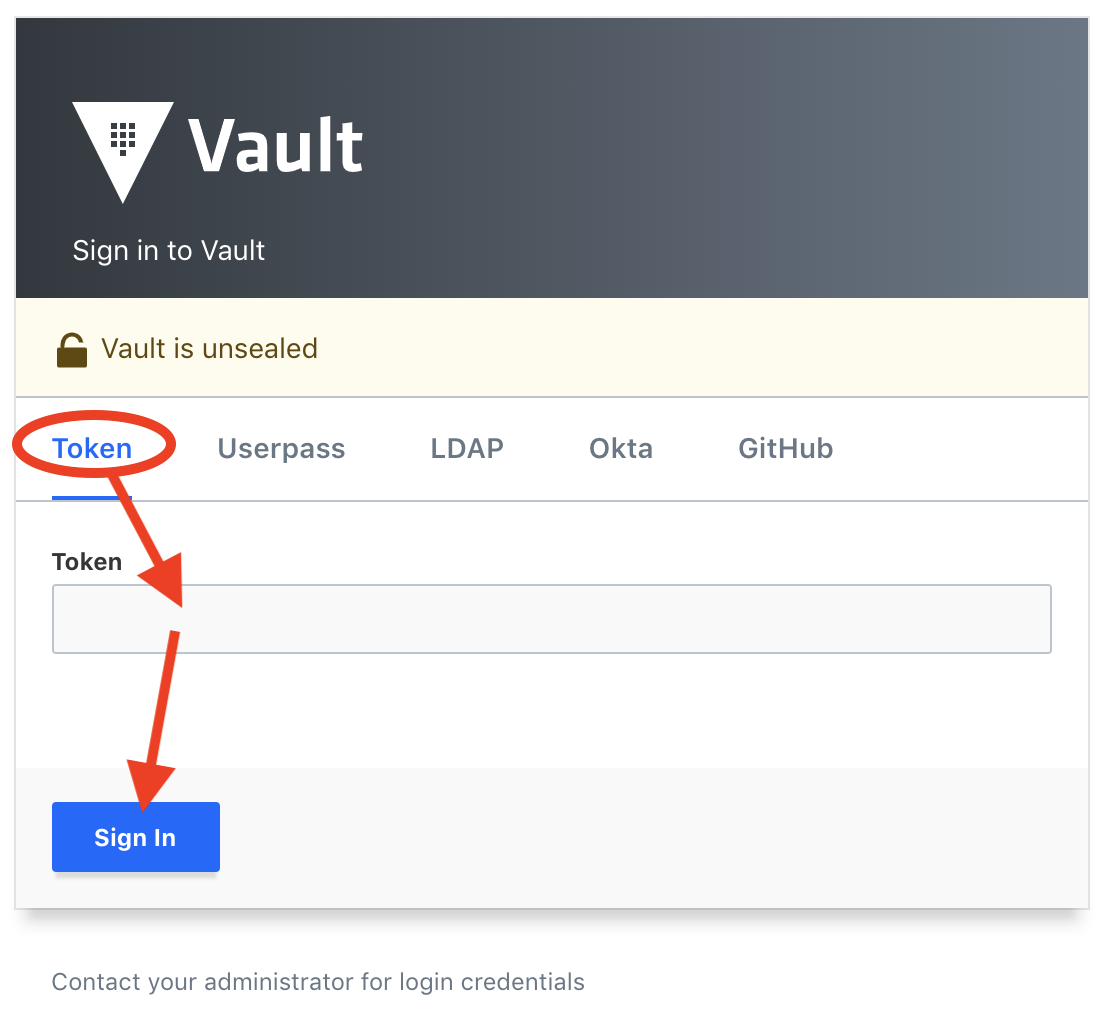 Vault
Sign in to Vault
Vault is unsealed
Token Userpass LDAP Okta GitHub
Token
Sign In
Contact your administrator for login credentials